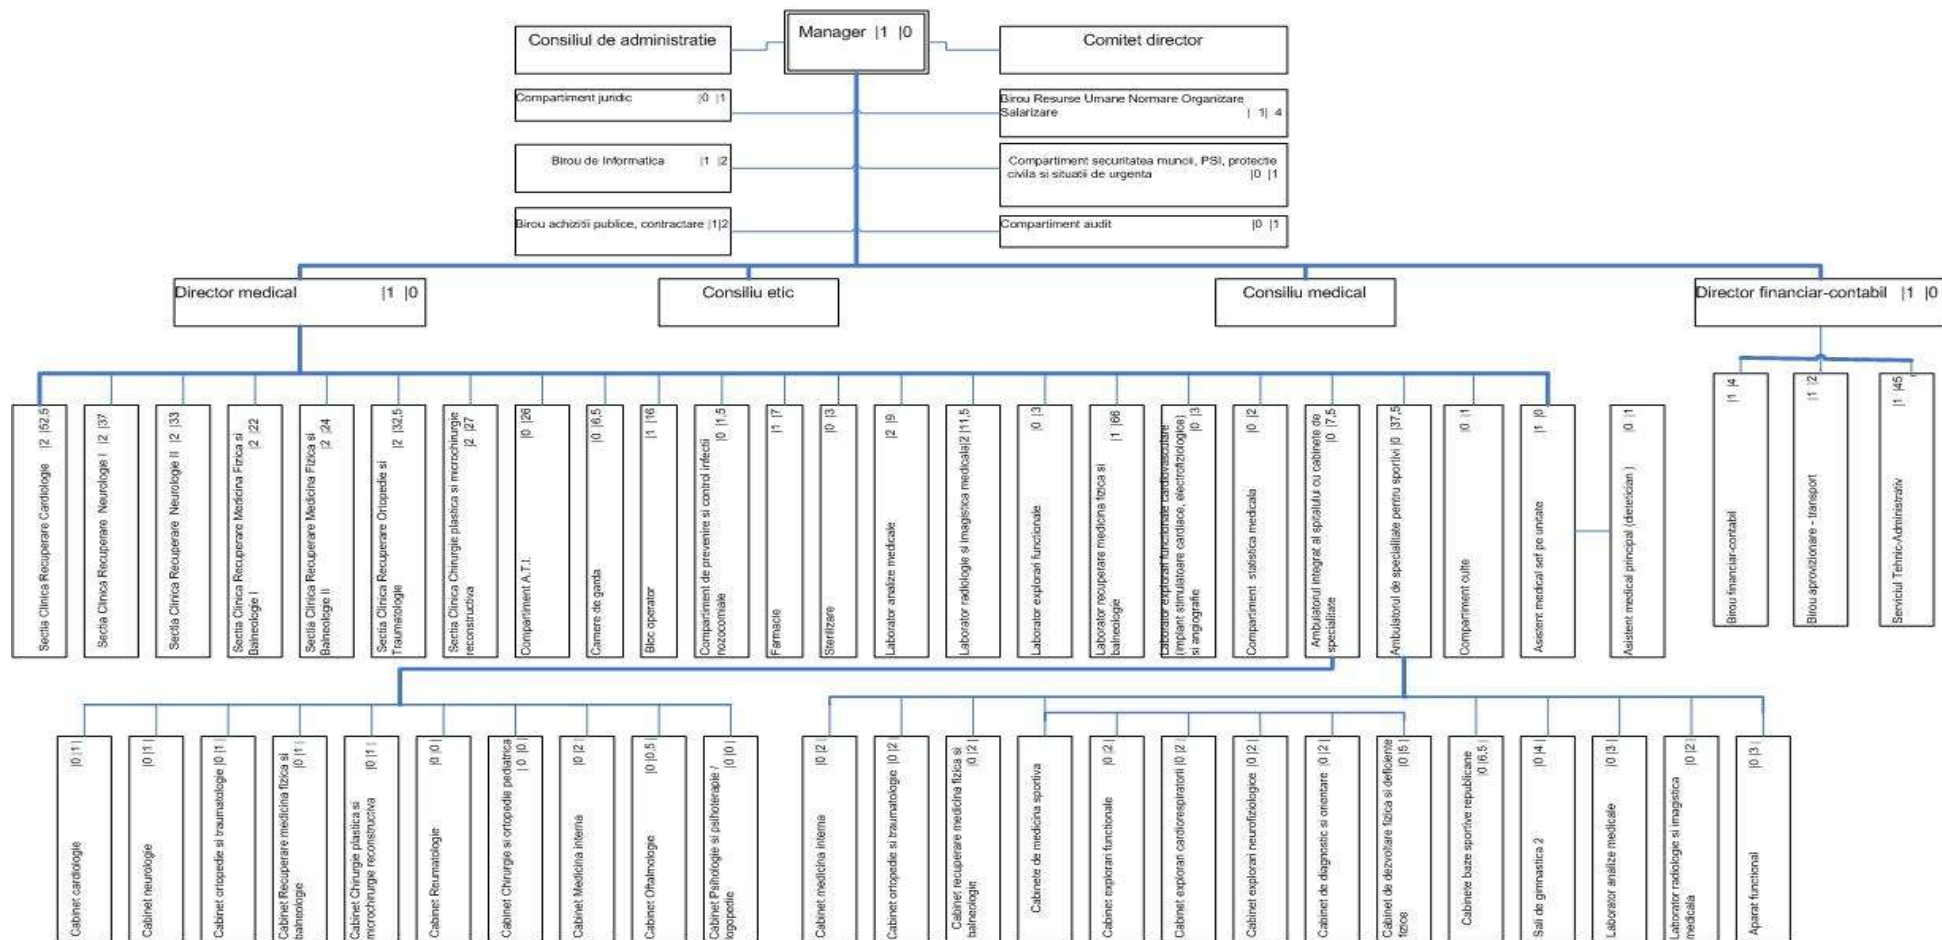 Consiliul de administratie
Manager |1 |0
Comitet director
Compartiment juridic |0 |1
Birou Resurse Umane Normare Organizare
Salarizare | 1| 4
Birou de Informatica |1 |2
Compartiment securitatea muncii, PSI, protectie
civila si situatii de urgenta |0 |1
Birou achizitii publice, contractare |1|2
Compartiment audit |0 |1
Director medical |1 |0
Consiliu etic
Consiliu medical
Director financiar-contabil |1 |0
Sectia Clinica Recuperare Cardiologie |2 |52,5
Sectia Clinica Recuperare Neurologie I |2 |37
Sectia Clinica Recuperare Neurologie II |2 |33
Sectia Clinica Recuperare Medicina Fizica si
Balneologie I |2 |22
Sectia Clinica Recuperare Medicina Fizica si
Balneologie II |2 |24
Sectia Clinica Recuperare Ortopedie si
Traumatologie |2 |32,5
Sectia Clinica Chirurgie plastica si microchirurgie
reconstructiva |2 |27
Compartiment A.T.I. |0 |26
Camere de garda |0 |6,5
Bloc operator |1 |16
Compartiment de prevenire si control infectii
nozocomiale |0 |1,5
Farmacie |1 |7
Sterilizare |0 |3
Laborator analize medicale |2 |9
Laborator radiologie si imagistica medicala|2 |11,5
Laborator explorari functionale |0 |3
Laborator recuperare medicina fizica si
balneologie |1 |66
Laborator explorari functionale cardiovasculare
(implant stimulatoare cardiace, electrofiziologice)
si angiografie |0 |3
Compartiment statistica medicala |0 |2
Ambulatoriul integrat al spitalului cu cabinete de
specialitate |0 |7,5
Ambulatoriul de specialitate pentru sportivi |0 |37,5
Compartiment culte |0 |1
Asistent medical sef pe unitate |1 |0
Asistent medical principal (dietetician ) |0 |1
Birou financiar-contabil |1 |4
Birou aprovizionare - transport |1 |2
Serviciul Tehnic-Administrativ |1 |45
Cabinet cardiologie |0 |1 |
Cabinet neurologie |0 |1 |
Cabinet ortopedie si traumatologie |0 |1 |
Cabinet Recuperare medicina fizica si
balneologie |0 |1 |
Cabinet Chirurgie plastica si
microchirurgie reconstructiva |0 |1 |
Cabinet Reumatologie |0 |0 |
Cabinet Chirurgie si ortopedie pediatrica
| 0 |0 |
Cabinet Medicina interna |0 |2 |
Cabinet Oftalmologie |0 |0,5 |
Cabinet Psihologie si psihoterapie /
logopedie |0 |0 |
Cabinet medicina interna |0 |2 |
Cabinet ortopedie si traumatologie |0 |2 |
Cabinet recuperare medicina fizica si
balneologie |0 |2 |
Cabinete de medicina sportiva
Cabinet explorari functionale |0 |2 |
Cabinet explorari cardiorespiratorii |0 |2 |
Cabinet explorari neurofiziologice |0 |2 |
Cabinet de diagnostic si orientare |0 |2 |
Cabinet de dezvoltare fizica si deficiente
fizice |0 |5 |
Cabinete baze sportive republicane
|0 |6,5 |
Sali de gimnastica 2 |0 |4 |
Laborator analize medicale |0 |3 |
Laborator radiologie si imagistica
medicala |0 |2 |
Aparat functional |0 |3 |